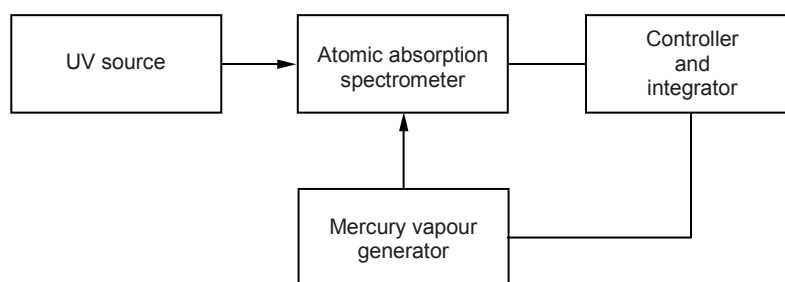 UV source
Atomic absorption
spectrometer
Controller
and
integrator
Mercury vapour
generator